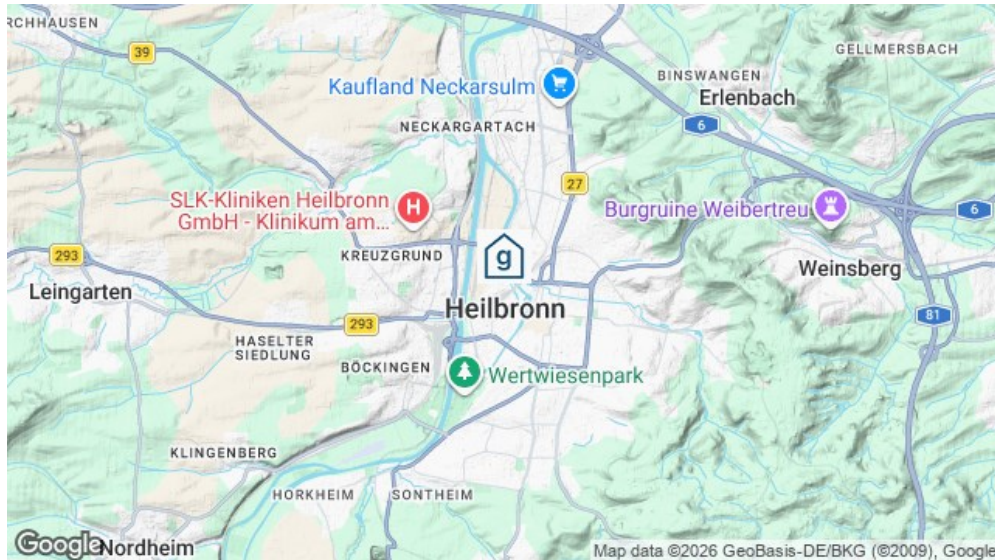 RCHHAUSEN
39
GELLMERSBACH
BINSWANGEN
Erlenbach
Kaufland Neckarsulm
6
NECKARGARTACH
27
SLK-Kliniken Heilbronn
GmbH - Klinikum am...
H
Burgruine Weibertreu
6
293
KREUZGRUND
g
Weinsberg
Leingarten
Heilbronn
81
293
HASELTER
SIEDLUNG
BÖCKINGEN
Wertwiesenpark
KLINGENBERG
HORKHEIM
SONTHEIM
Google
Nordheim
Map data ©2026 GeoBasis-DE/BKG (©2009), Google